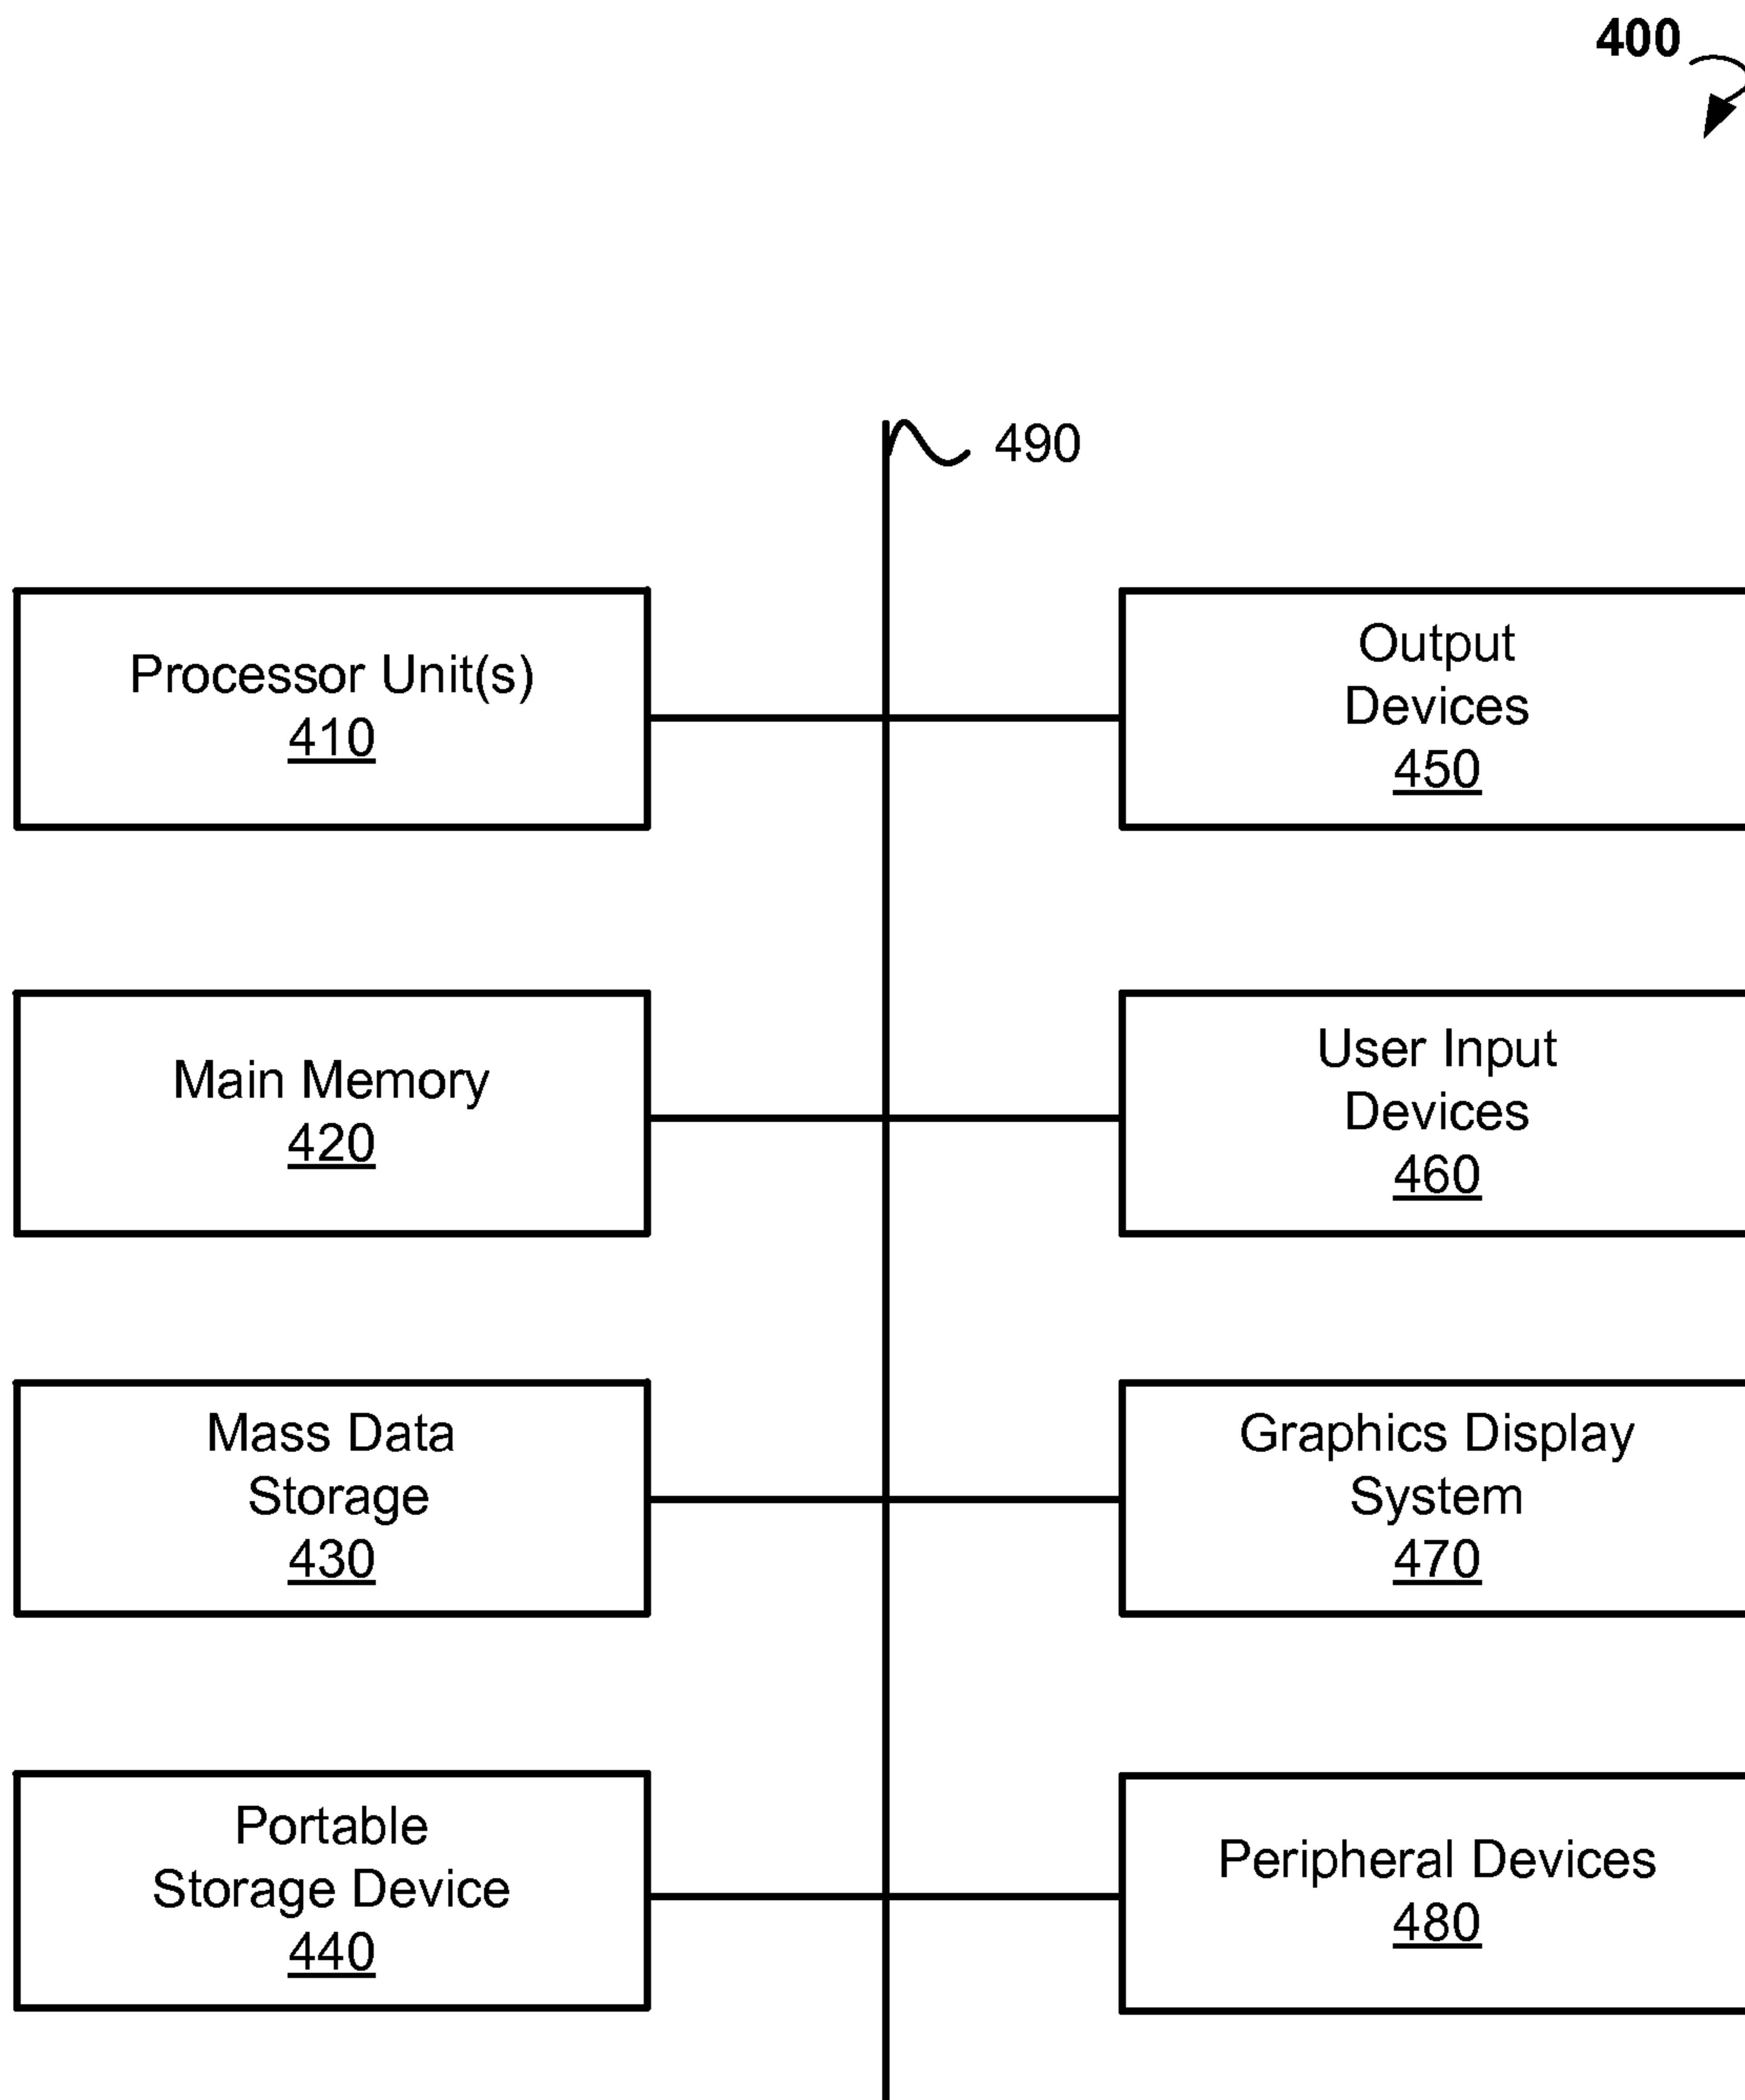 400
490
Processor Unit(s)
410
Output
Devices
450
Main Memory
420
User Input
Devices
460
Mass Data
Storage
430
Graphics Display
System
470
Portable
Storage Device
440
Peripheral Devices
480